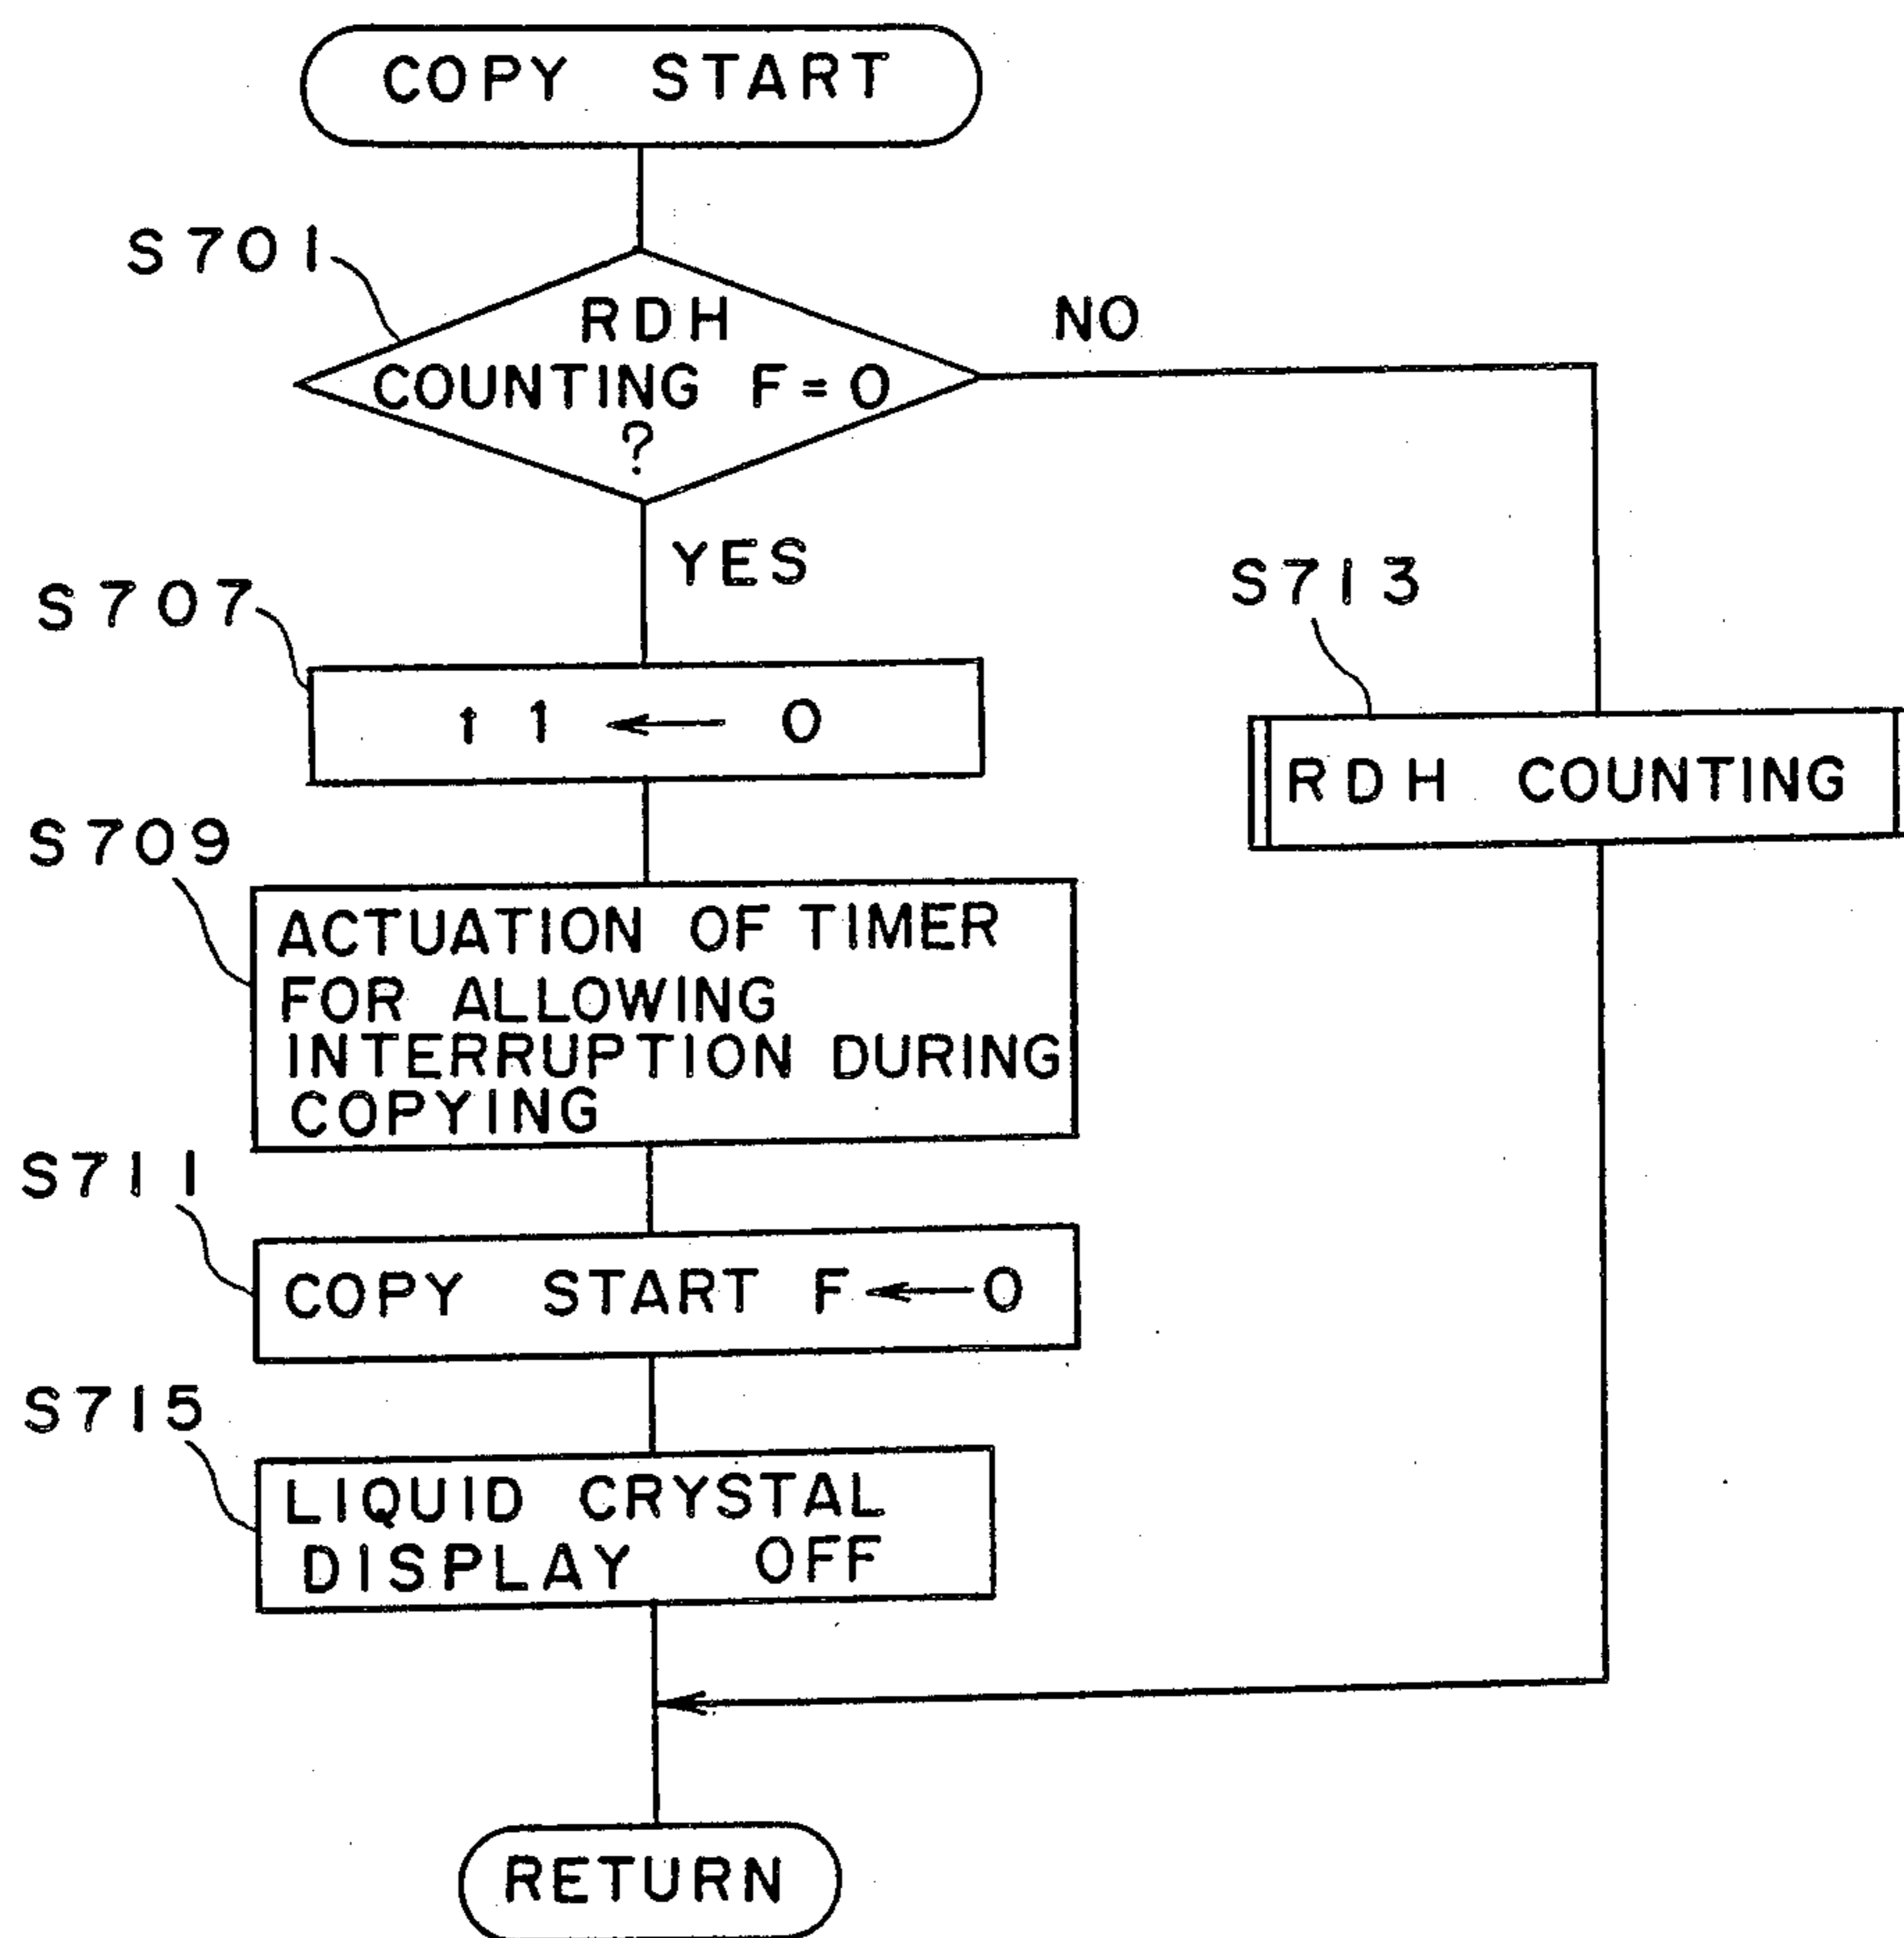 COPY START
S701
RDH
COUNTING F=0
?
NO
YES
S707
t1 ← 0
S713
RDH COUNTING
S709
ACTUATION OF TIMER
FOR ALLOWING
INTERRUPTION DURING
COPYING
S711
COPY START F←0
S715
LIQUID CRYSTAL
DISPLAY OFF
RETURN